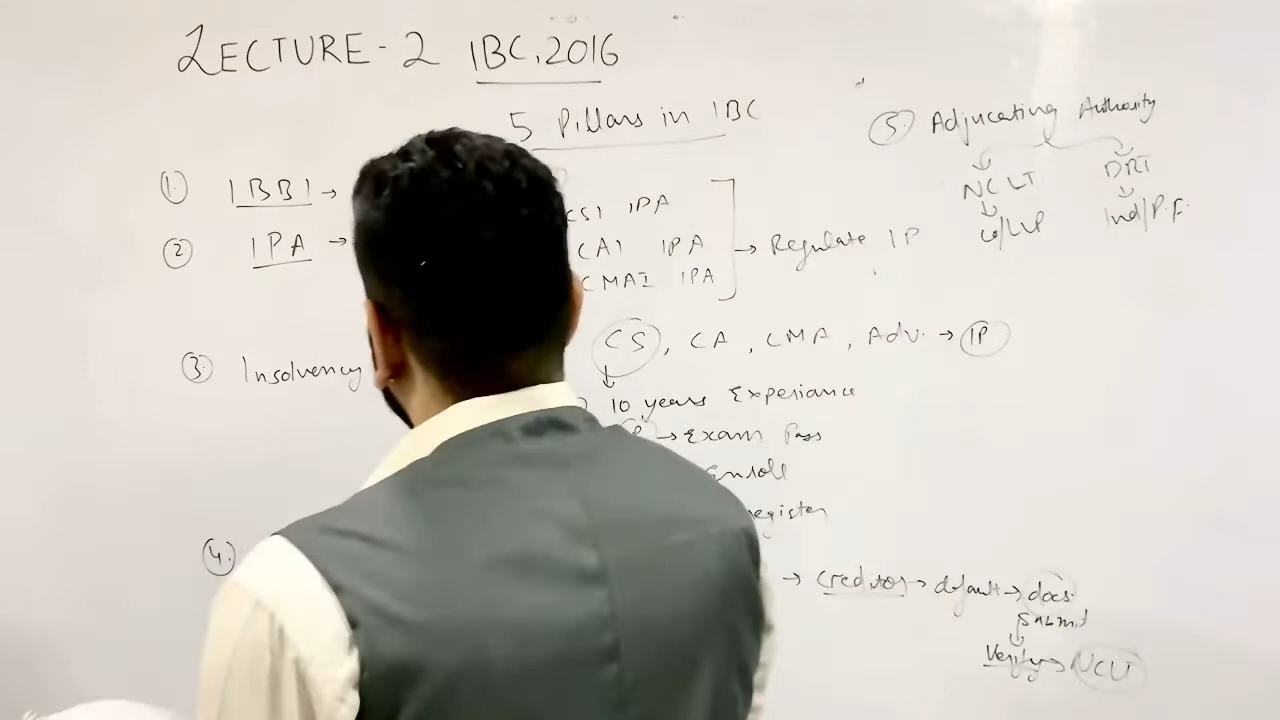 LECTURE-2 IBC,2016
5 Pillars in IBC
① IBBI →
② IPA →
CSI IPA
CAI IPA
CMAI IPA
→ Regulate IP
③ Insolvency
CS, CA, CMA, Adv. → IP
10 years Experiance
→ Exam Pass
Enroll
egister
④
→ creditor → default → docs
submit
Verify → NCLT
⑤ Adjucating Authority
NCLT DRT
Co/LLP Ind/P.F.